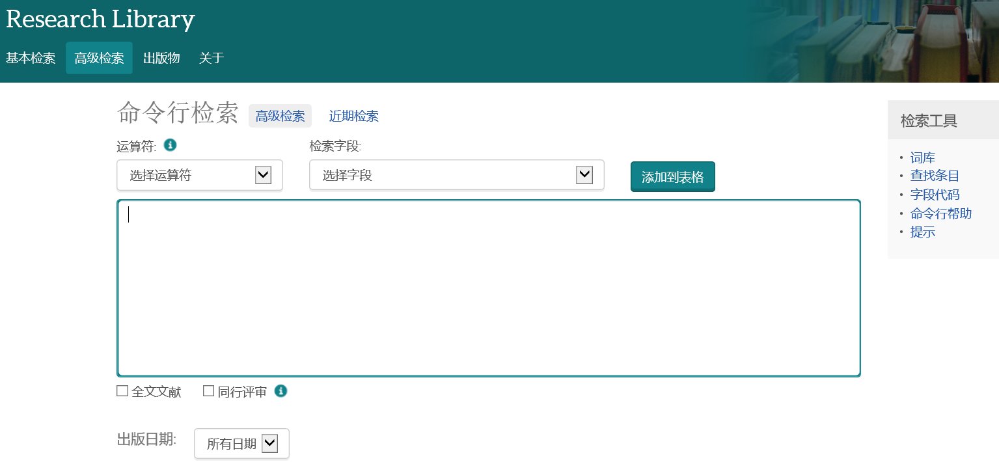 Research Library
基本检索 高级检索 出版物 关于
命令行检索 高级检索 近期检索
运算符: 检索字段:
选择运算符 选择字段 添加到表格
全文文献 同行评审
出版日期: 所有日期
检索工具
词库
查找条目
字段代码
命令行帮助
提示